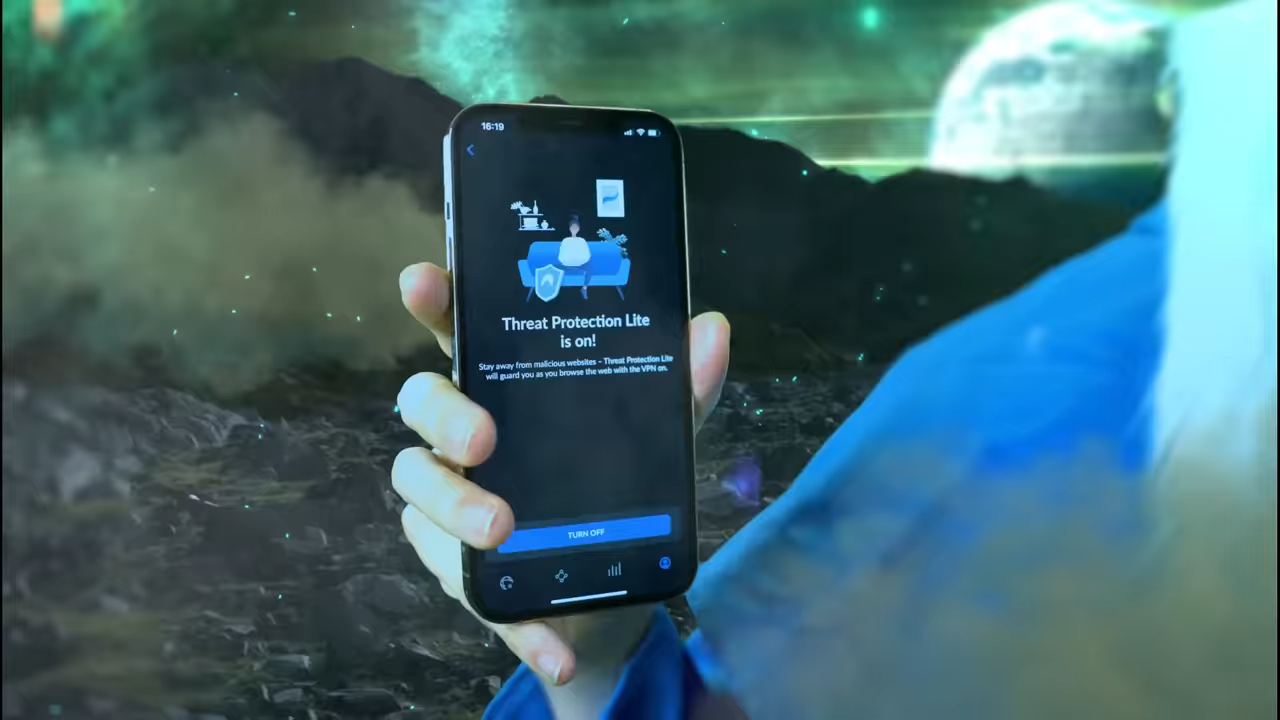 16:19
Threat Protection Lite
is on!
Stay away from malicious websites – Threat Protection Lite
will guard you as you browse the web with the VPN on.
TURN OFF